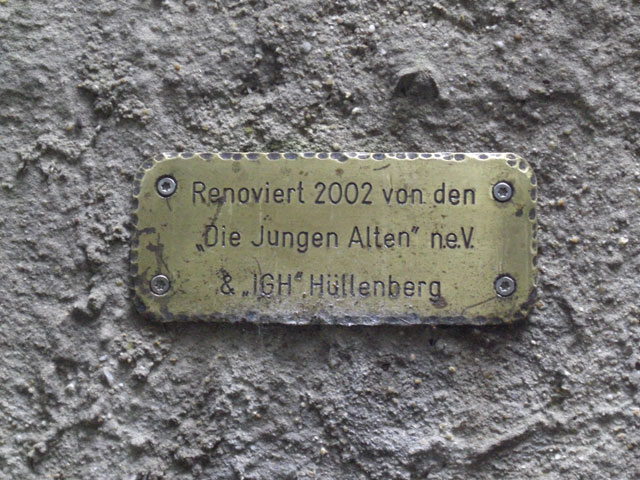 Renoviert 2002 von den
„Die Jungen Alten" n.e.V.
& „IGH" Hüllenberg